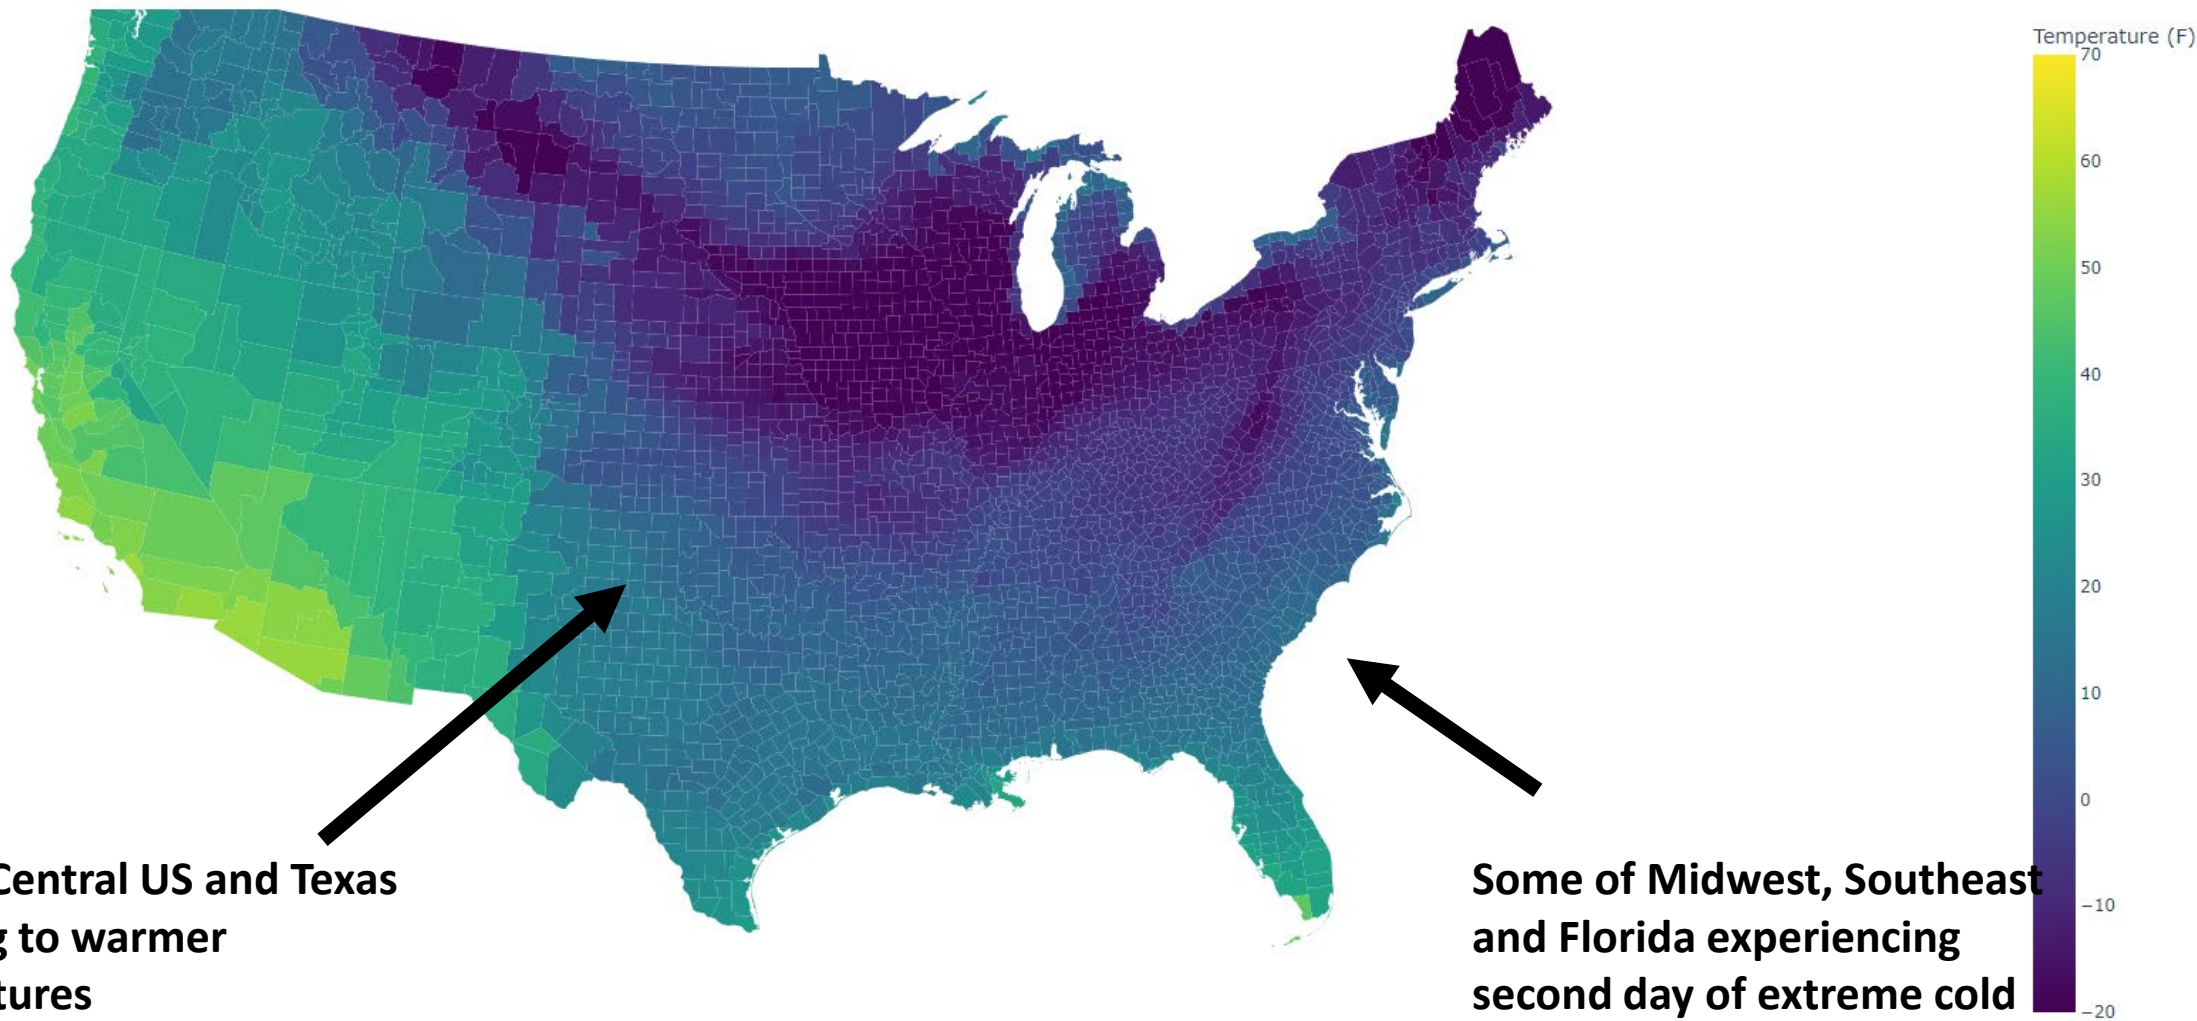 Temperature (F)
70
60
50
40
30
20
10
0
−10
−20
Central US and Texas
to warmer
Some of Midwest, Southeast
and Florida experiencing
second day of extreme cold